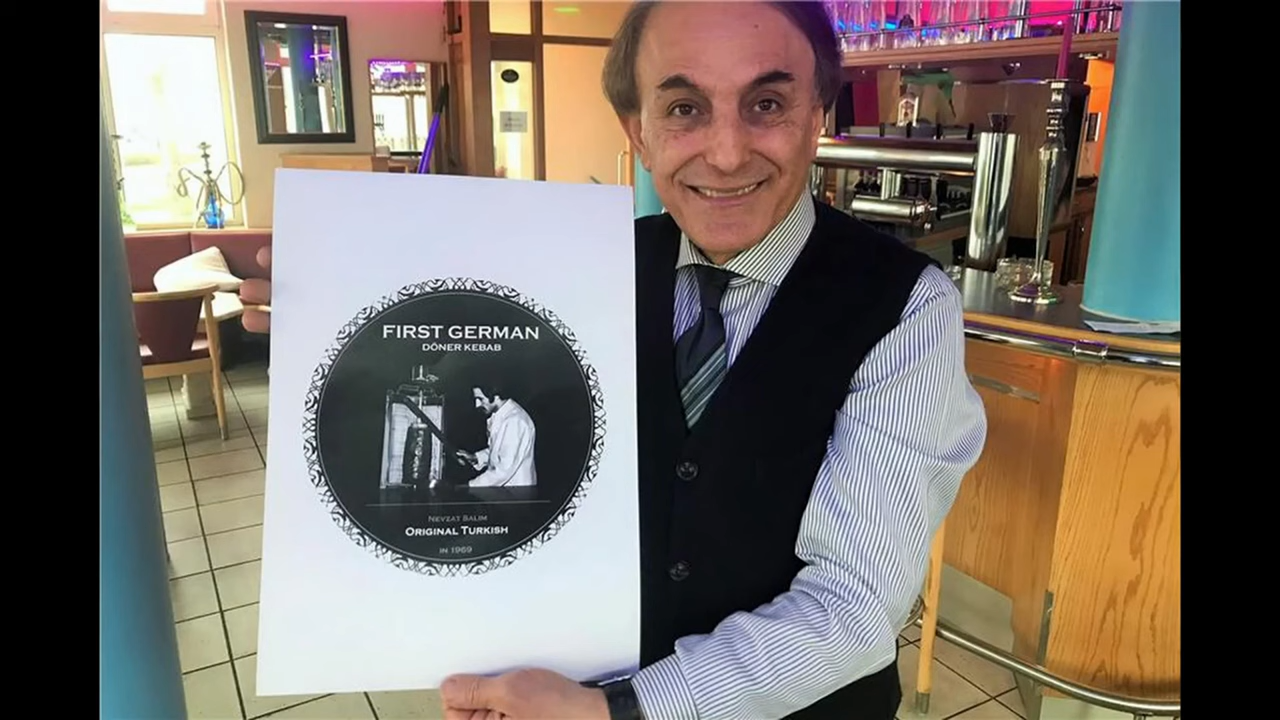 FIRST GERMAN
DÖNER KEBAB
NEVZAT SALIM
ORIGINAL TURKISH
IN 1969